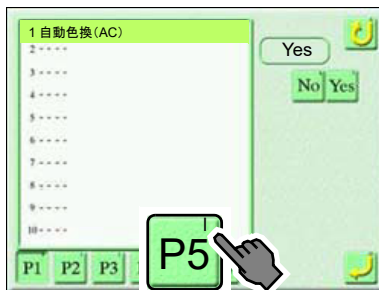 1 自動色換（AC）
2 - - - -
3 - - - -
4 - - - -
5 - - - -
6 - - - -
7 - - - -
8 - - - -
9 - - - -
10 - - - -
Yes
No Yes
P1 P2 P3 P5